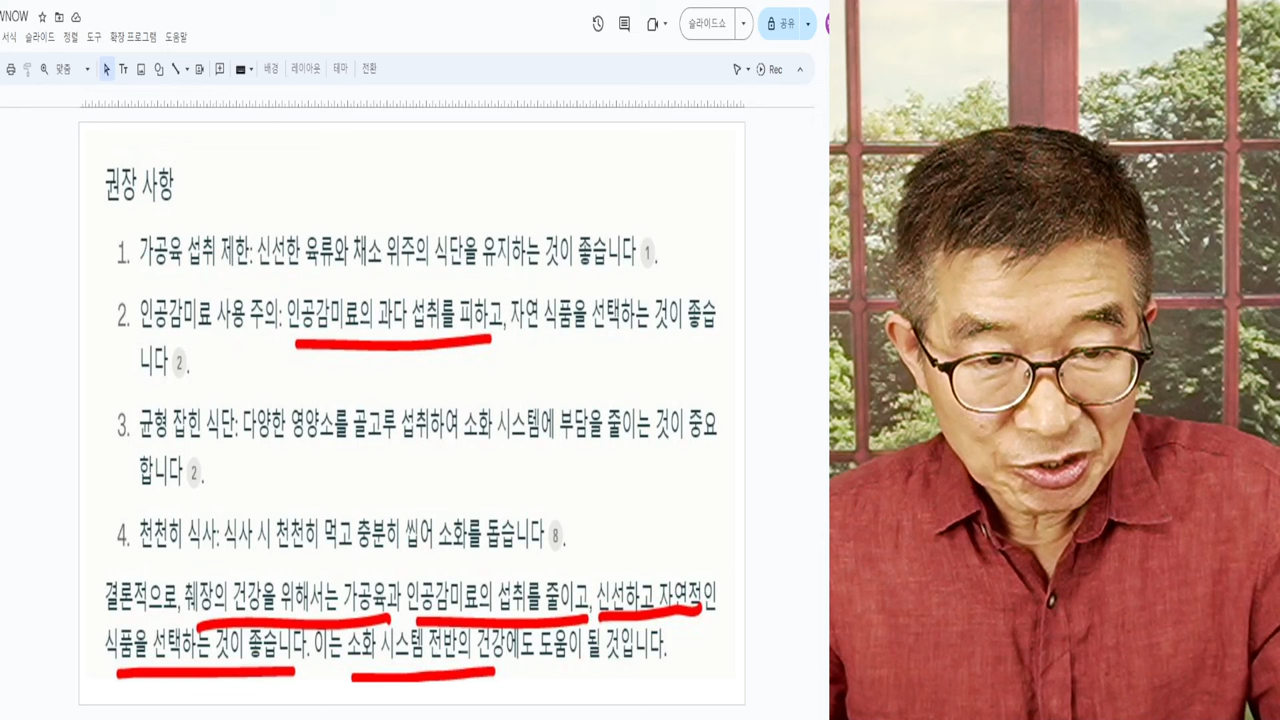 WNOW
서식 슬라이드 정렬 도구 확장 프로그램 도움말
슬라이드쇼
공유
맞춤
Tт
배경 레이아웃 테마 전환
Rec
권장 사항
1. 가공육 섭취 제한: 신선한 육류와 채소 위주의 식단을 유지하는 것이 좋습니다 1.
2. 인공감미료 사용 주의: 인공감미료의 과다 섭취를 피하고, 자연 식품을 선택하는 것이 좋습
니다 2.
3. 균형 잡힌 식단: 다양한 영양소를 골고루 섭취하여 소화 시스템에 부담을 줄이는 것이 중요
합니다 2.
4. 천천히 식사: 식사 시 천천히 먹고 충분히 씹어 소화를 돕습니다 8.
결론적으로, 췌장의 건강을 위해서는 가공육과 인공감미료의 섭취를 줄이고, 신선하고 자연적인
식품을 선택하는 것이 좋습니다. 이는 소화 시스템 전반의 건강에도 도움이 될 것입니다.